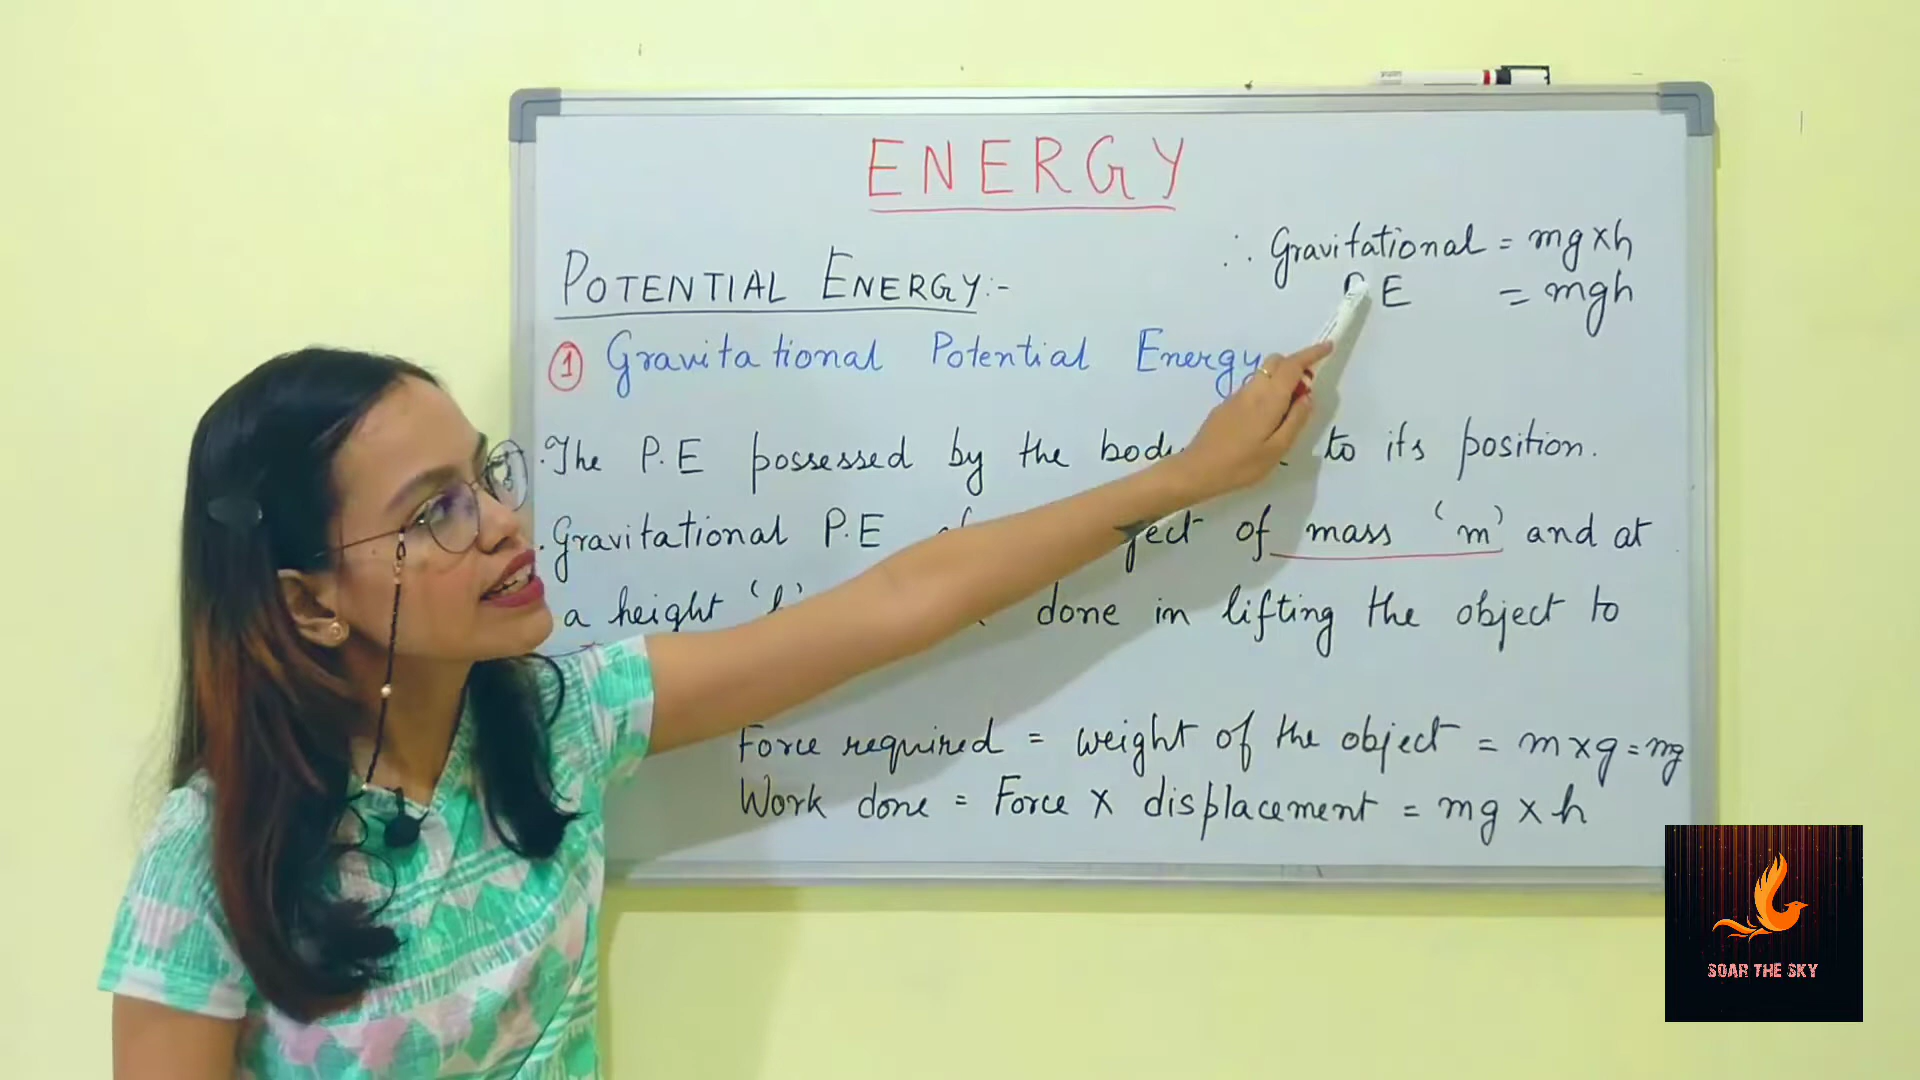 ENERGY
∴ Gravitational = mg x h
P E = mgh
POTENTIAL ENERGY:-
① Gravitational Potential Energy
. The P.E possessed by the body to its position.
. Gravitational P.E of mass 'm' and at
a height 'h' done in lifting the object to
Force required = weight of the object = m x g = mg
Work done = Force X displacement = mg x h
SOAR THE SKY